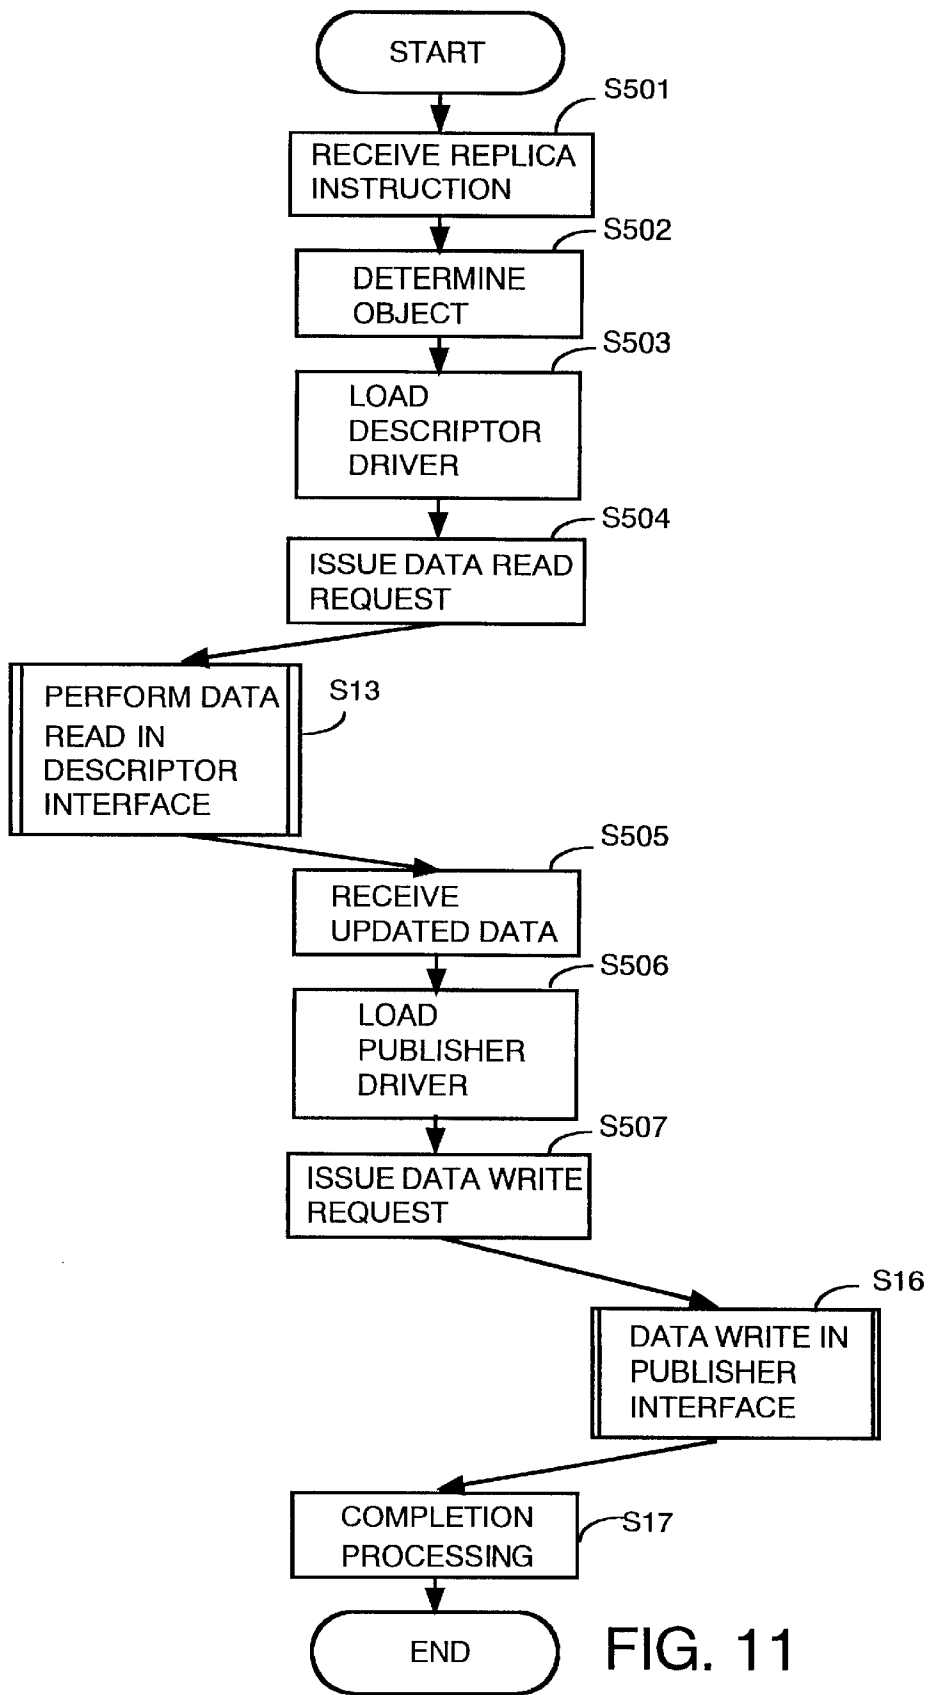 START
S501
RECEIVE REPLICA
INSTRUCTION
S502
DETERMINE
OBJECT
S503
LOAD
DESCRIPTOR
DRIVER
S504
ISSUE DATA READ
REQUEST
S13
PERFORM DATA
READ IN
DESCRIPTOR
INTERFACE
S505
RECEIVE
UPDATED DATA
S506
LOAD
PUBLISHER
DRIVER
S507
ISSUE DATA WRITE
REQUEST
S16
DATA WRITE IN
PUBLISHER
INTERFACE
COMPLETION
PROCESSING
S17
END
FIG. 11